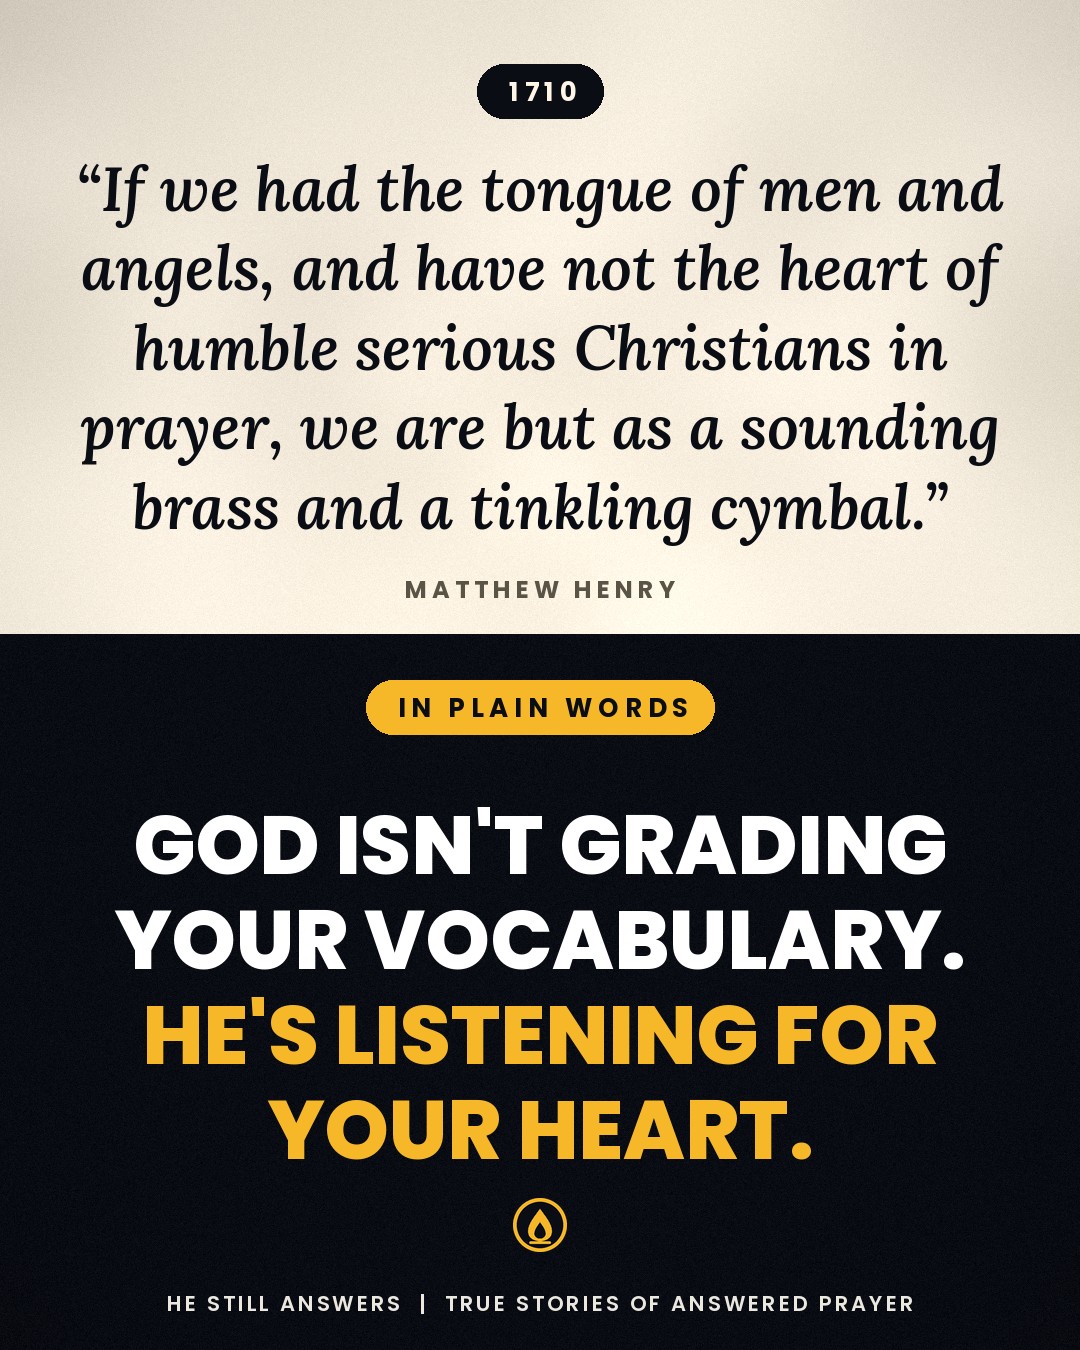 1710
“If we had the tongue of men and
angels, and have not the heart of
humble serious Christians in
prayer, we are but as a sounding
brass and a tinkling cymbal.”
MATTHEW HENRY
IN PLAIN WORDS
GOD ISN'T GRADING
YOUR VOCABULARY.
HE'S LISTENING FOR
YOUR HEART.
HE STILL ANSWERS | TRUE STORIES OF ANSWERED PRAYER